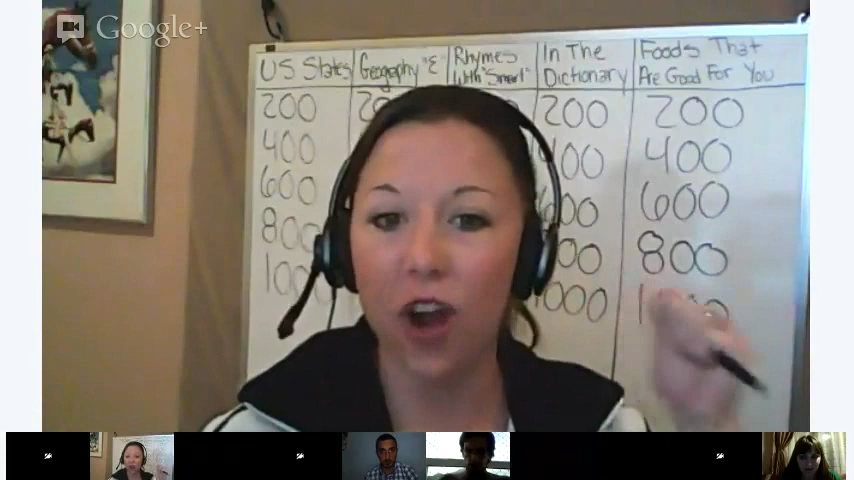 Google+
US States Geography "E" Rhymes With "Smart" In The Dictionary Foods That Are Good For You
200 200 200
400 400 400
600 600 600
800 800 800
1000 1000